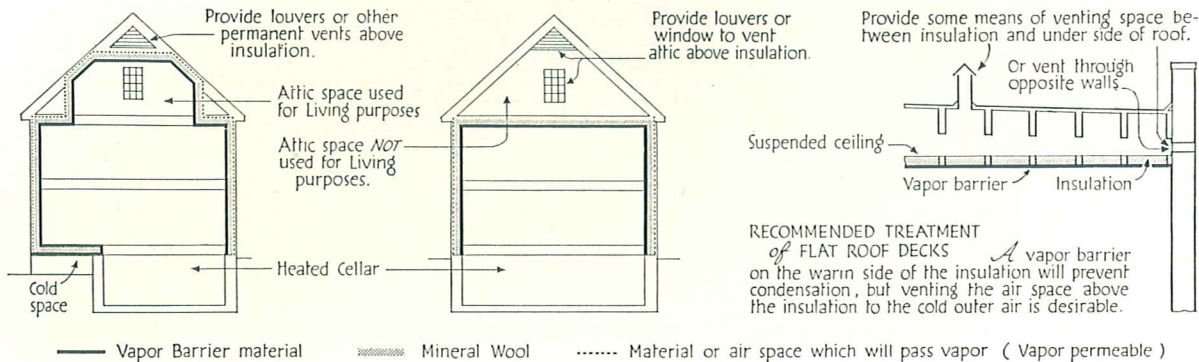 Provide louvers or other
permanent vents above
insulation.
Attic space used
for Living purposes
Attic space NOT
used for Living
purposes.
Heated Cellar
Cold
space
Provide louvers or
window to vent
attic above insulation.
Provide some means of venting space be-
tween insulation and under side of roof.
Or vent through
opposite walls
Suspended ceiling
Vapor barrier
Insulation
RECOMMENDED TREATMENT
of FLAT ROOF DECKS A vapor barrier
on the warm side of the insulation will prevent
condensation, but venting the air space above
the insulation to the cold outer air is desirable.
Vapor Barrier material
Mineral Wool
Material or air space which will pass vapor ( Vapor permeable )